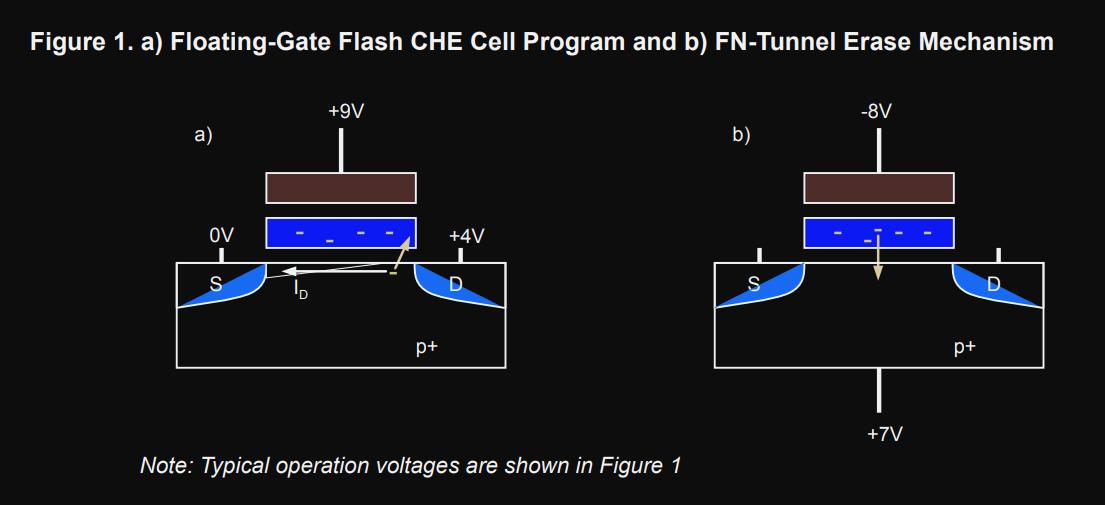 Figure 1. a) Floating-Gate Flash CHE Cell Program and b) FN-Tunnel Erase Mechanism
+9V
a)
0V
+4V
S
I_D
D
p+
-8V
b)
S
D
p+
+7V
Note: Typical operation voltages are shown in Figure 1